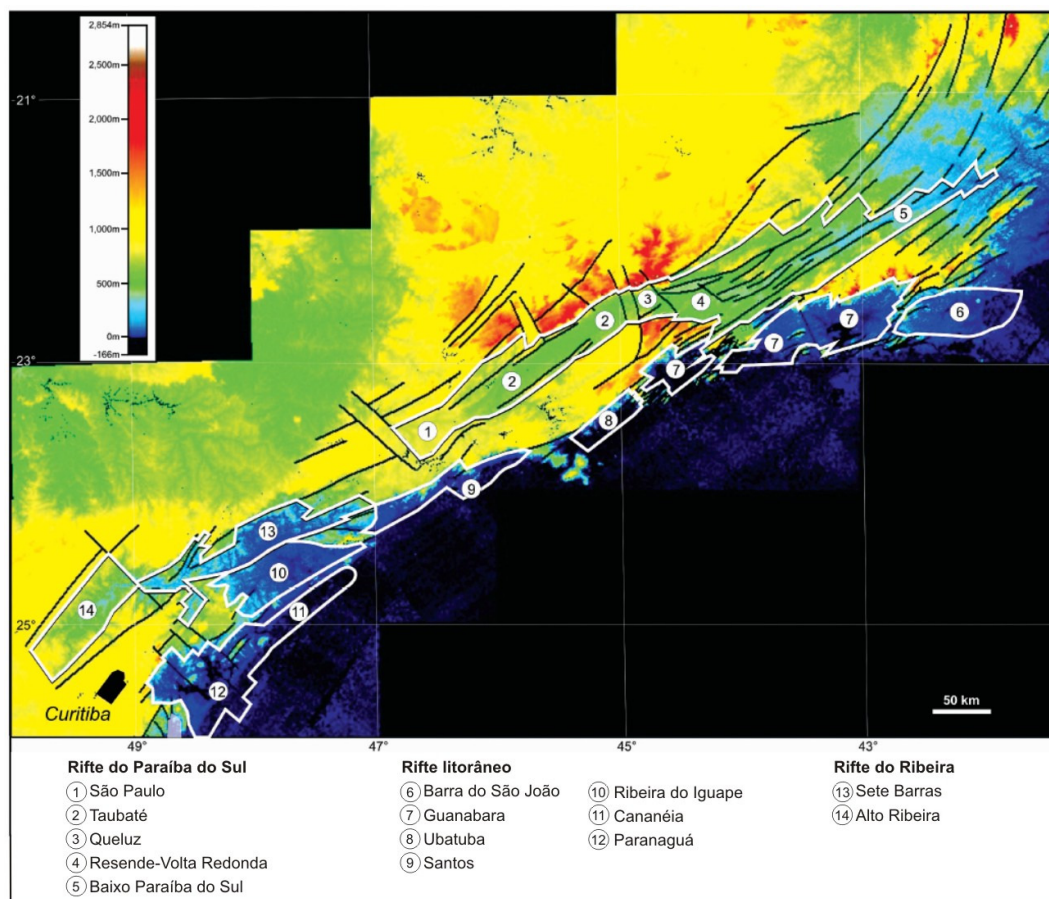 2,854m
2,500m
2,000m
1,500m
1,000m
500m
0m
-166m
21°
23°
25°
5
3
4
2
6
7
7
2
7
8
1
9
13
10
11
14
12
Curitiba
50 km
49°
47°
45°
43°
Rifte do Paraíba do Sul
1 São Paulo
2 Taubaté
3 Queluz
4 Resende-Volta Redonda
5 Baixo Paraíba do Sul
Rifte litorâneo
6 Barra do São João
7 Guanabara
8 Ubatuba
9 Santos
10 Ribeira do Iguape
11 Cananéia
12 Paranaguá
Rifte do Ribeira
13 Sete Barras
14 Alto Ribeira